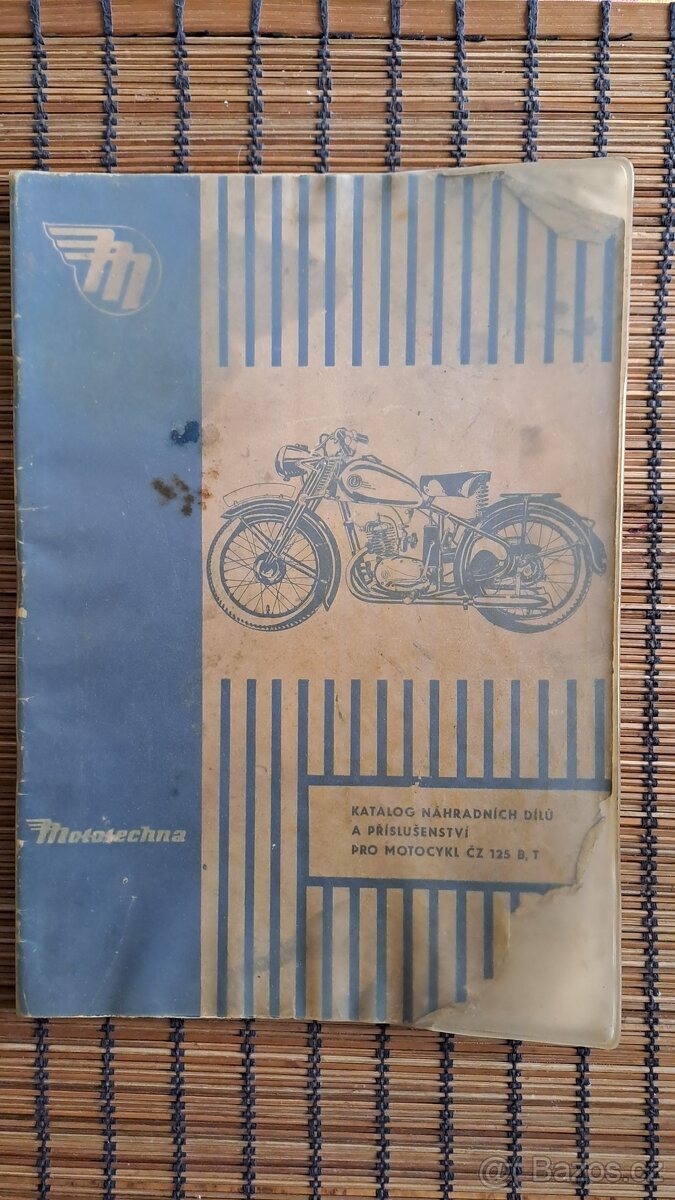 M
Mototechna
KATALOG NÁHRADNÍCH DÍLŮ
A PŘÍSLUŠENSTVÍ
PRO MOTOCYKL ČZ 125 B, T
@ Bazos.cz